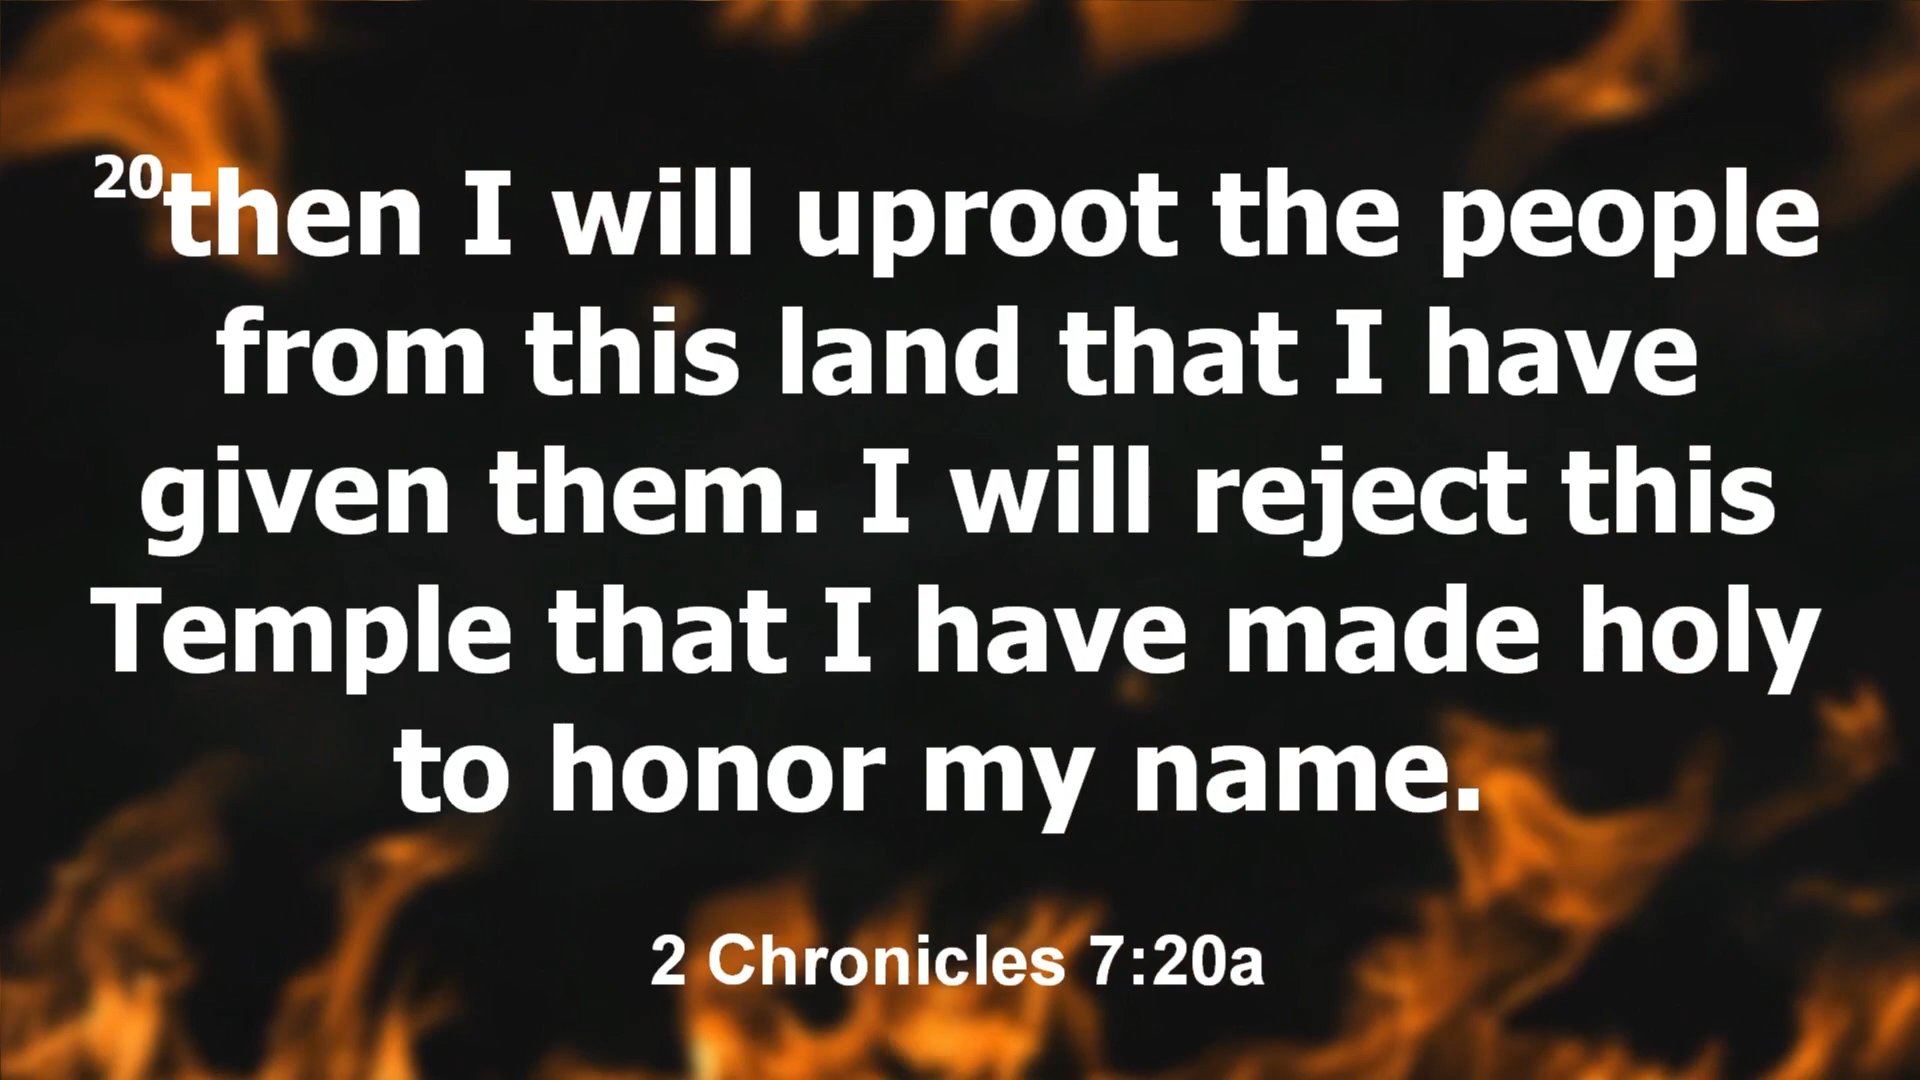 20then I will uproot the people
from this land that I have
given them. I will reject this
Temple that I have made holy
to honor my name.
2 Chronicles 7:20a